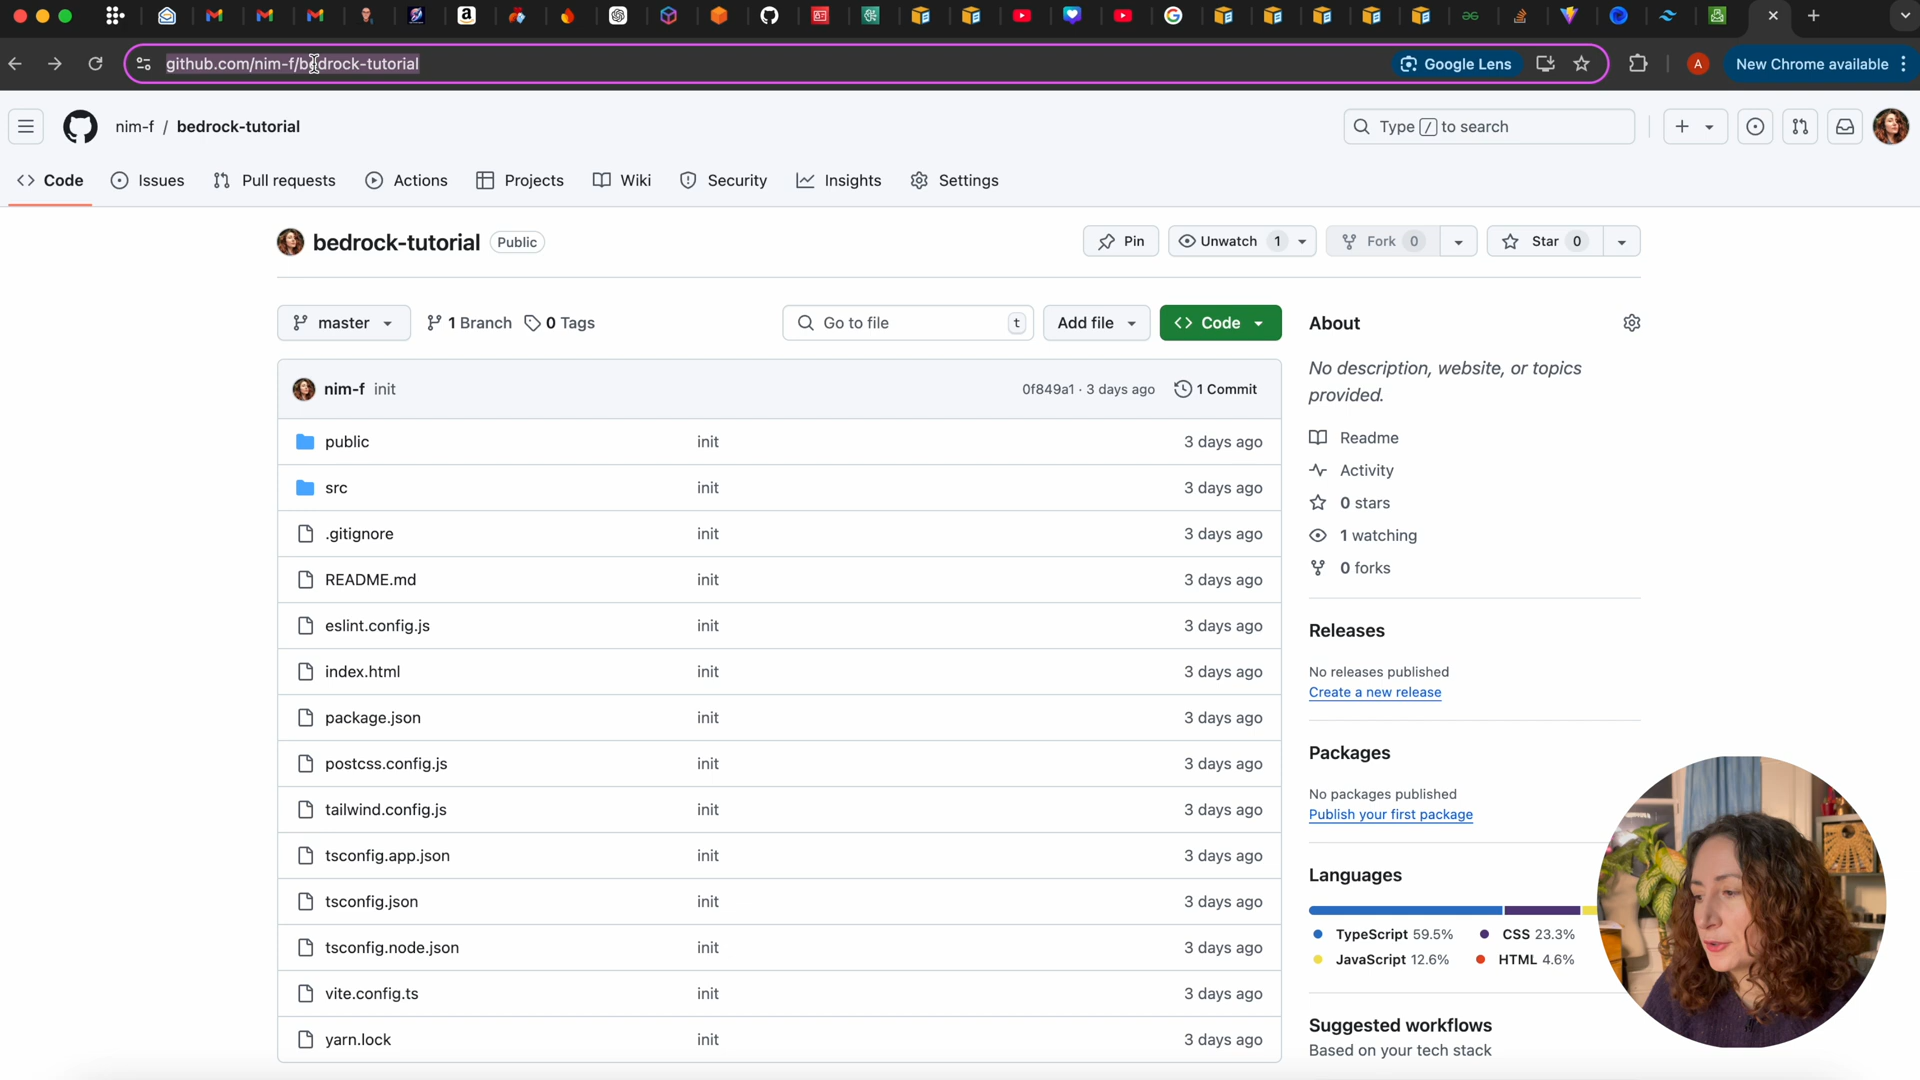 github.com/nim-f/bedrock-tutorial
Google Lens
A
New Chrome available
nim-f / bedrock-tutorial
Type / to search
Code
Issues
Pull requests
Actions
Projects
Wiki
Security
Insights
Settings
bedrock-tutorial
Public
Pin
Unwatch 1
Fork 0
Star 0
master
1 Branch
0 Tags
Go to file
t
Add file
Code
nim-f init
0f849a1 · 3 days ago
1 Commit
public init 3 days ago
src init 3 days ago
.gitignore init 3 days ago
README.md init 3 days ago
eslint.config.js init 3 days ago
index.html init 3 days ago
package.json init 3 days ago
postcss.config.js init 3 days ago
tailwind.config.js init 3 days ago
tsconfig.app.json init 3 days ago
tsconfig.json init 3 days ago
tsconfig.node.json init 3 days ago
vite.config.ts init 3 days ago
yarn.lock init 3 days ago
About
No description, website, or topics
provided.
Readme
Activity
0 stars
1 watching
0 forks
Releases
No releases published
Create a new release
Packages
No packages published
Publish your first package
Languages
TypeScript 59.5%
CSS 23.3%
JavaScript 12.6%
HTML 4.6%
Suggested workflows
Based on your tech stack